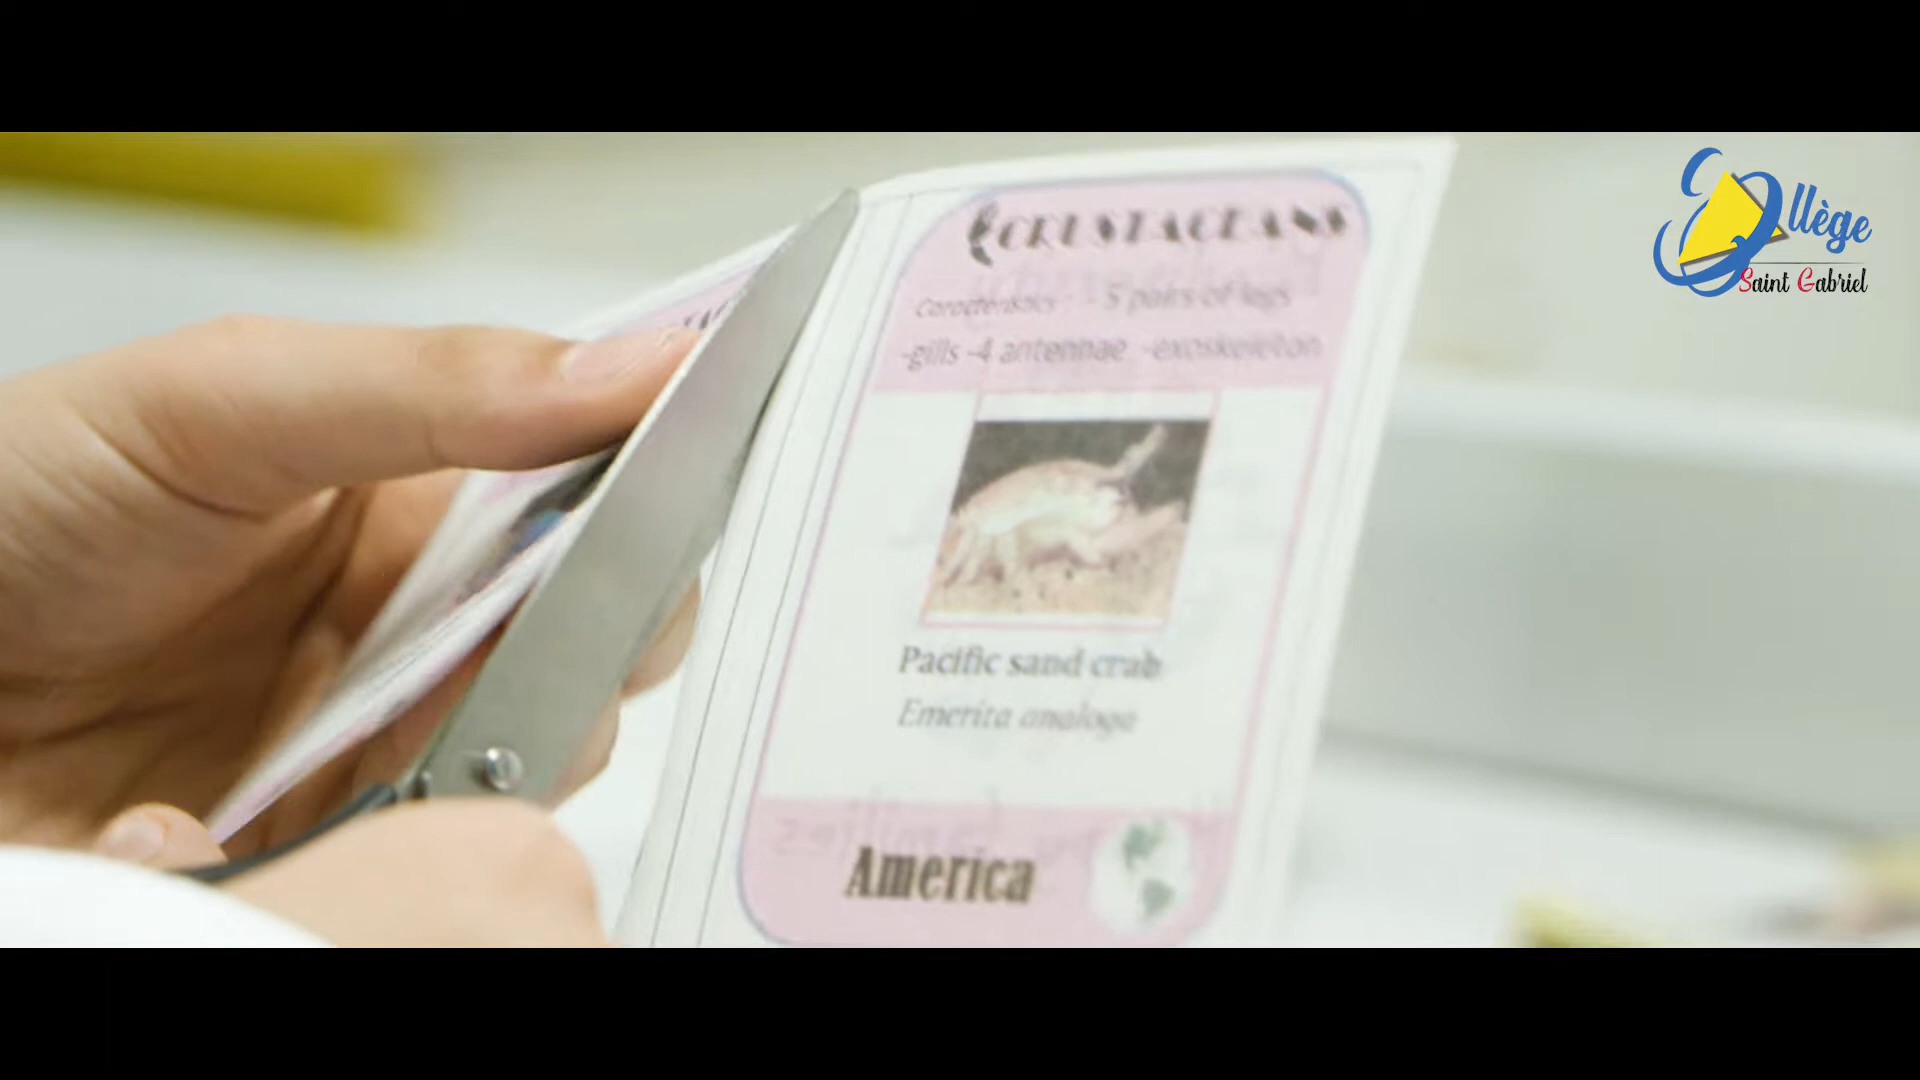 CRUSTACEANS
Caracteristics : - 5 pairs of legs
-gills -4 antennae -exoskeleton
Pacific sand crab
Emerita analoga
America
Collège
Saint Gabriel